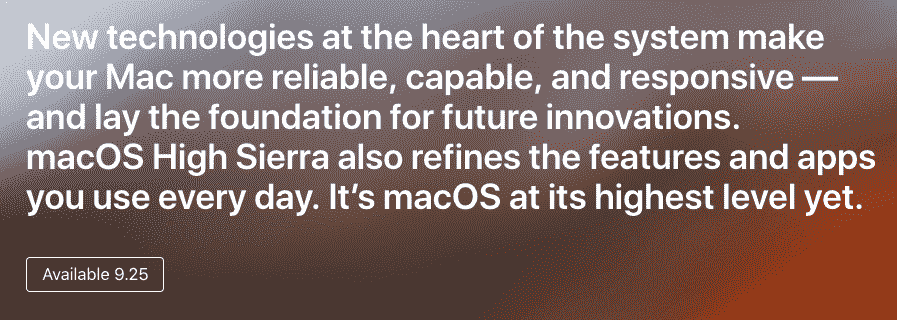 New technologies at the heart of the system make
your Mac more reliable, capable, and responsive —
and lay the foundation for future innovations.
macOS High Sierra also refines the features and apps
you use every day. It’s macOS at its highest level yet.
Available 9.25